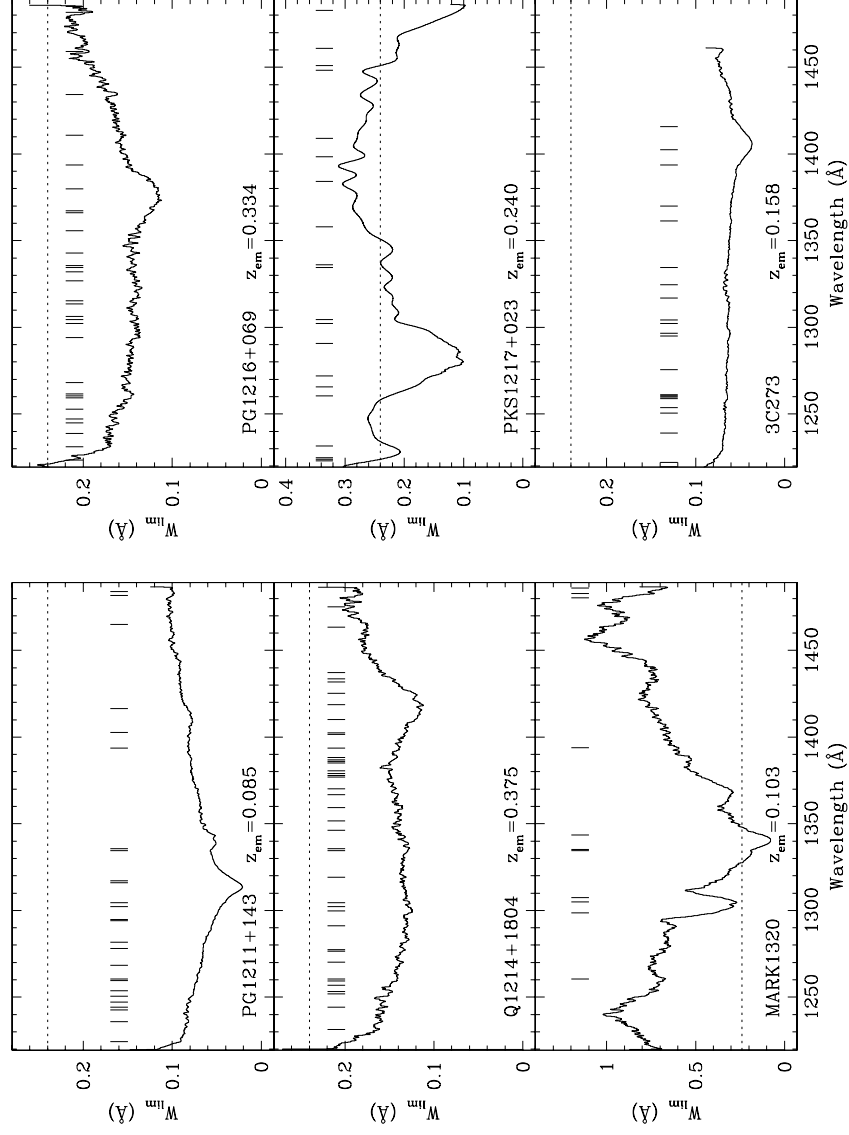 W_lim (Å)
0.2
0.1
0
PG1211+143 z_em=0.085
W_lim (Å)
0.2
0.1
0
Q1214+1804 z_em=0.375
W_lim (Å)
1
0.5
0
MARK1320 z_em=0.103
1250 1300 1350 1400 1450
Wavelength (Å)
W_lim (Å)
0.2
0.1
0
PG1216+069 z_em=0.334
W_lim (Å)
0.4
0.3
0.2
0.1
0
PKS1217+023 z_em=0.240
W_lim (Å)
0.2
0.1
0
3C273 z_em=0.158
1250 1300 1350 1400 1450
Wavelength (Å)